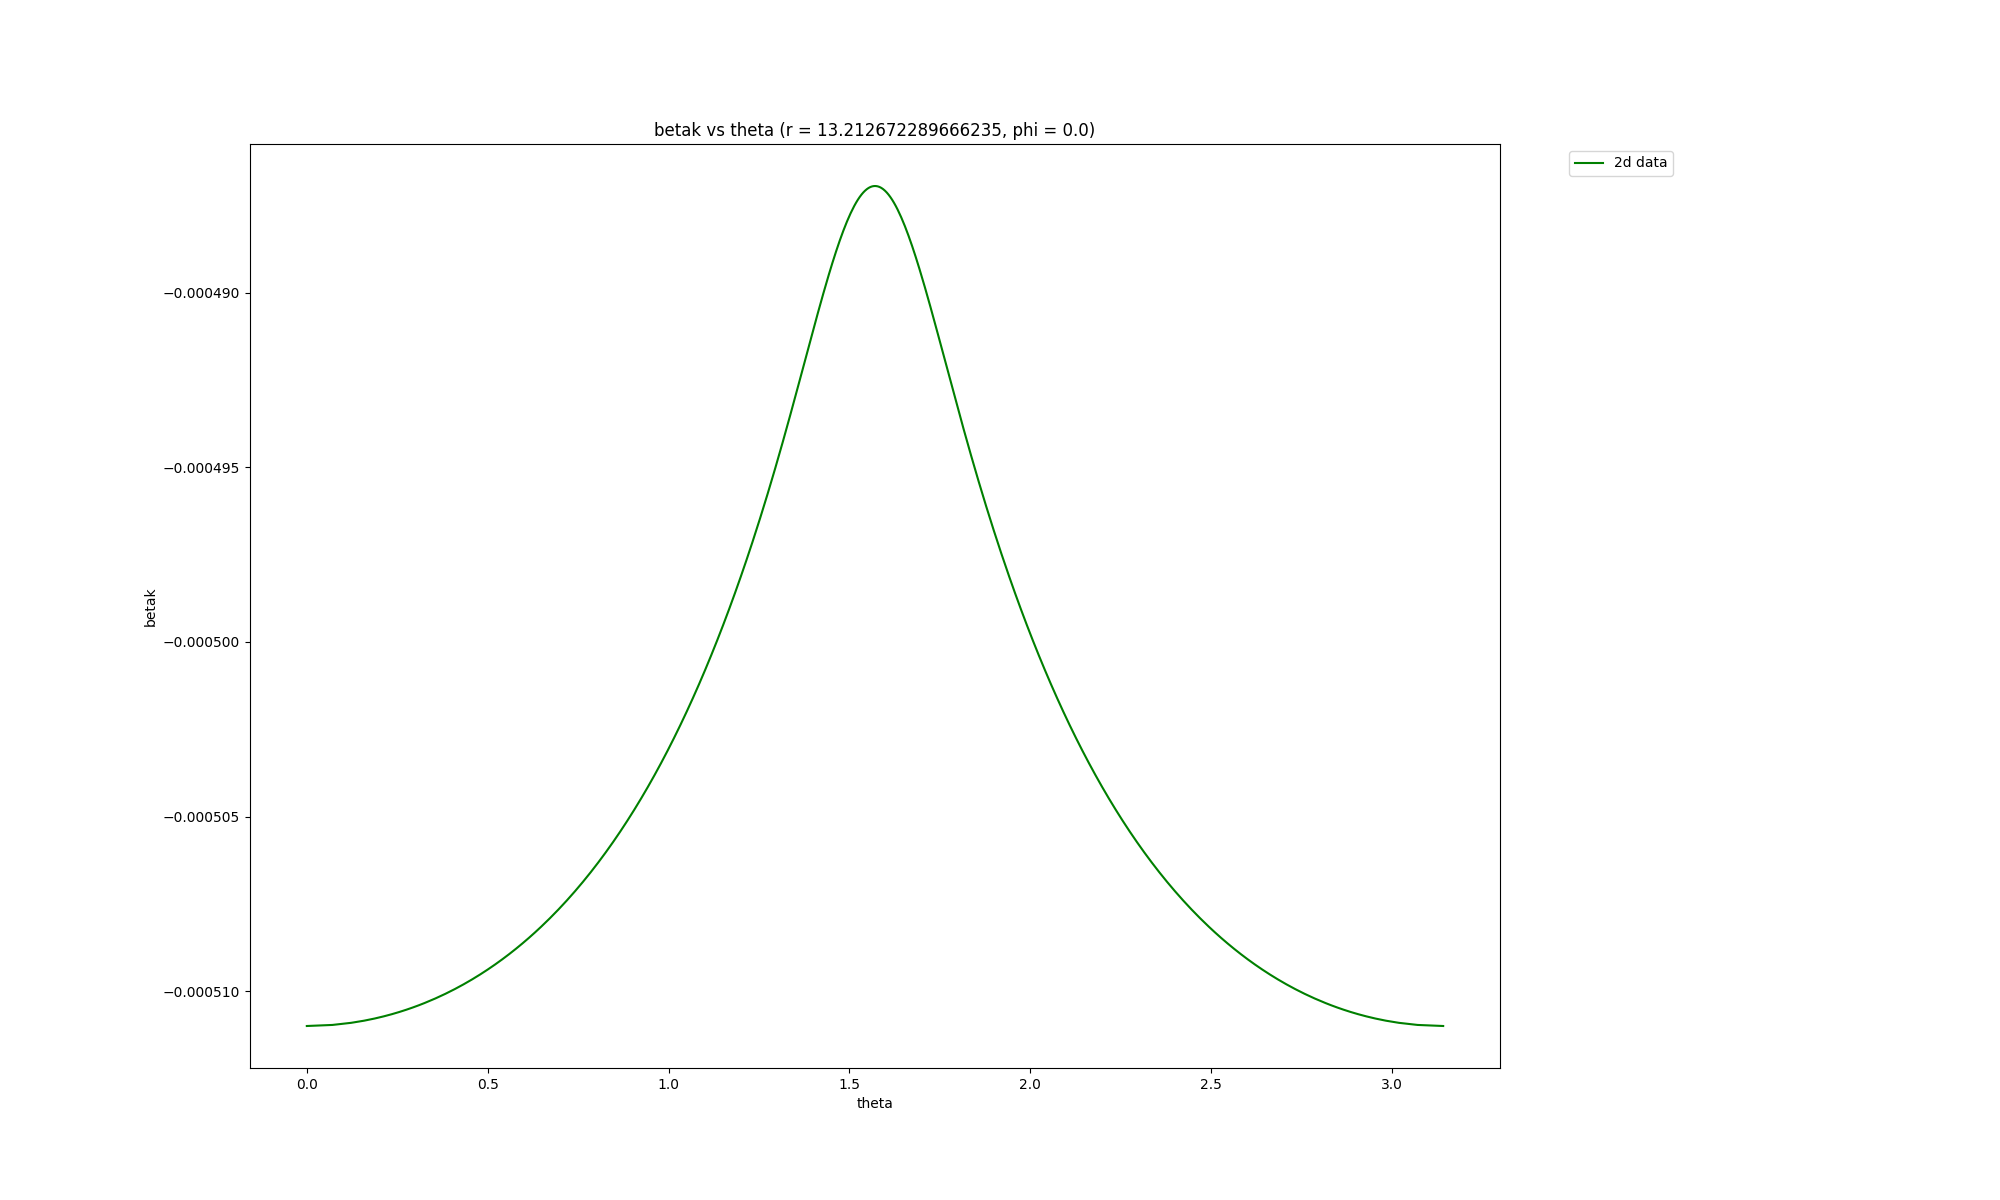 betak vs theta (r = 13.212672289666235, phi = 0.0)
2d data
−0.000490
−0.000495
−0.000500
−0.000505
−0.000510
betak
0.0 0.5 1.0 1.5 2.0 2.5 3.0
theta